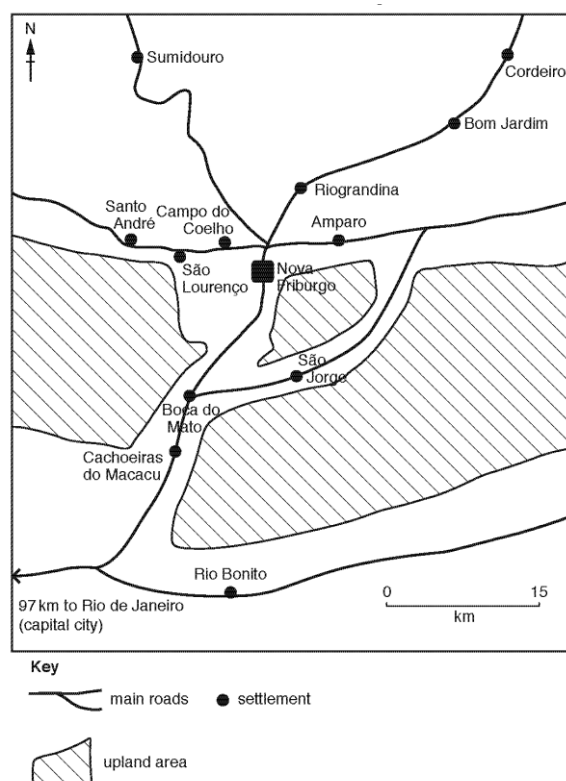 N
Sumidouro
Cordeiro
Bom Jardim
Riograndina
Santo
André
Campo do
Coelho
Amparo
São
Lourenço
Nova
Friburgo
São
Jorge
Boca do
Mato
Cachoeiras
do Macacu
Rio Bonito
97 km to Rio de Janeiro
(capital city)
0 15
km
Key
main roads
settlement
upland area